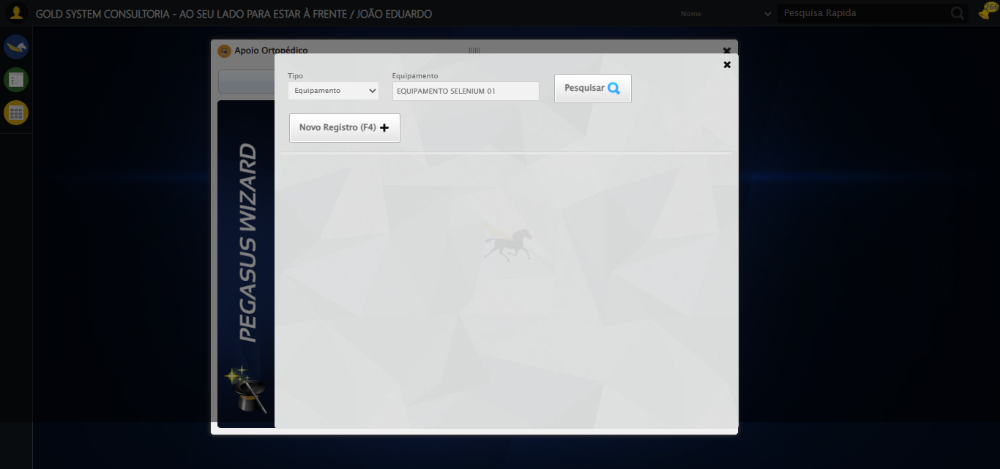 GOLD SYSTEM CONSULTORIA - AO SEU LADO PARA ESTAR À FRENTE / JOÃO EDUARDO
Nome
Pesquisa Rapida
266
Apoio Ortopédico
Tipo
Equipamento
Equipamento
EQUIPAMENTO SELENIUM 01
Pesquisar
Novo Registro (F4)
PEGASUS WIZARD